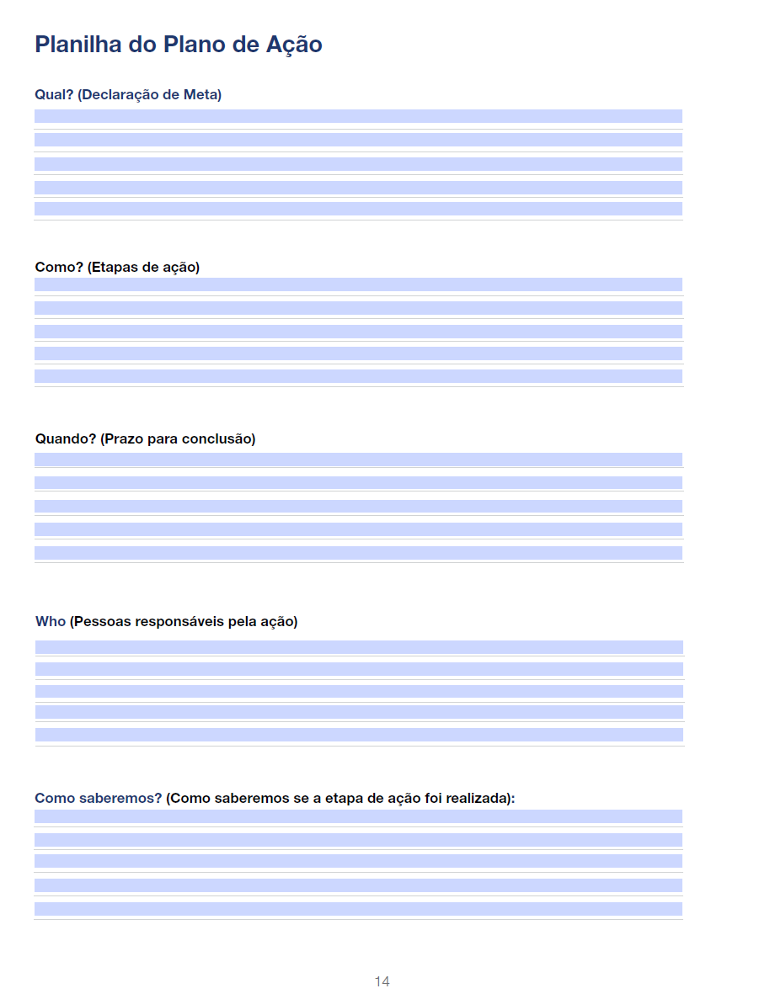 Planilha do Plano de Ação
Qual? (Declaração de Meta)
Como? (Etapas de ação)
Quando? (Prazo para conclusão)
Who (Pessoas responsáveis pela ação)
Como saberemos? (Como saberemos se a etapa de ação foi realizada):
14